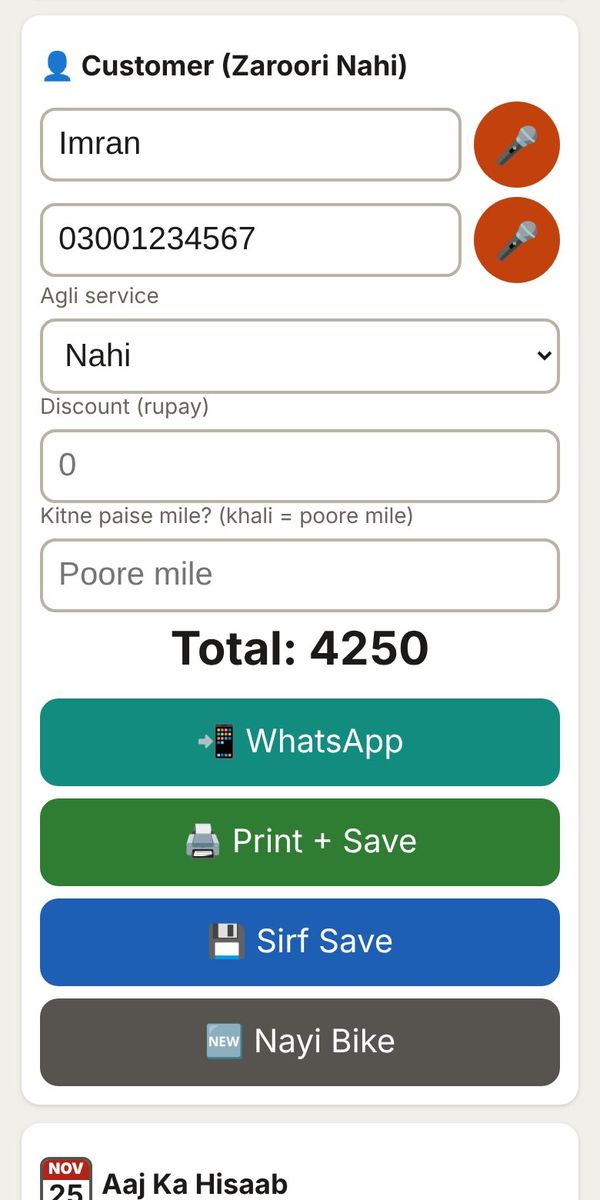 👤 Customer (Zaroori Nahi)
Imran
03001234567
Agli service
Nahi
Discount (rupay)
0
Kitne paise mile? (khali = poore mile)
Poore mile
Total: 4250
📲 WhatsApp
🖨️ Print + Save
💾 Sirf Save
🆕 Nayi Bike
NOV
25
Aaj Ka Hisaab